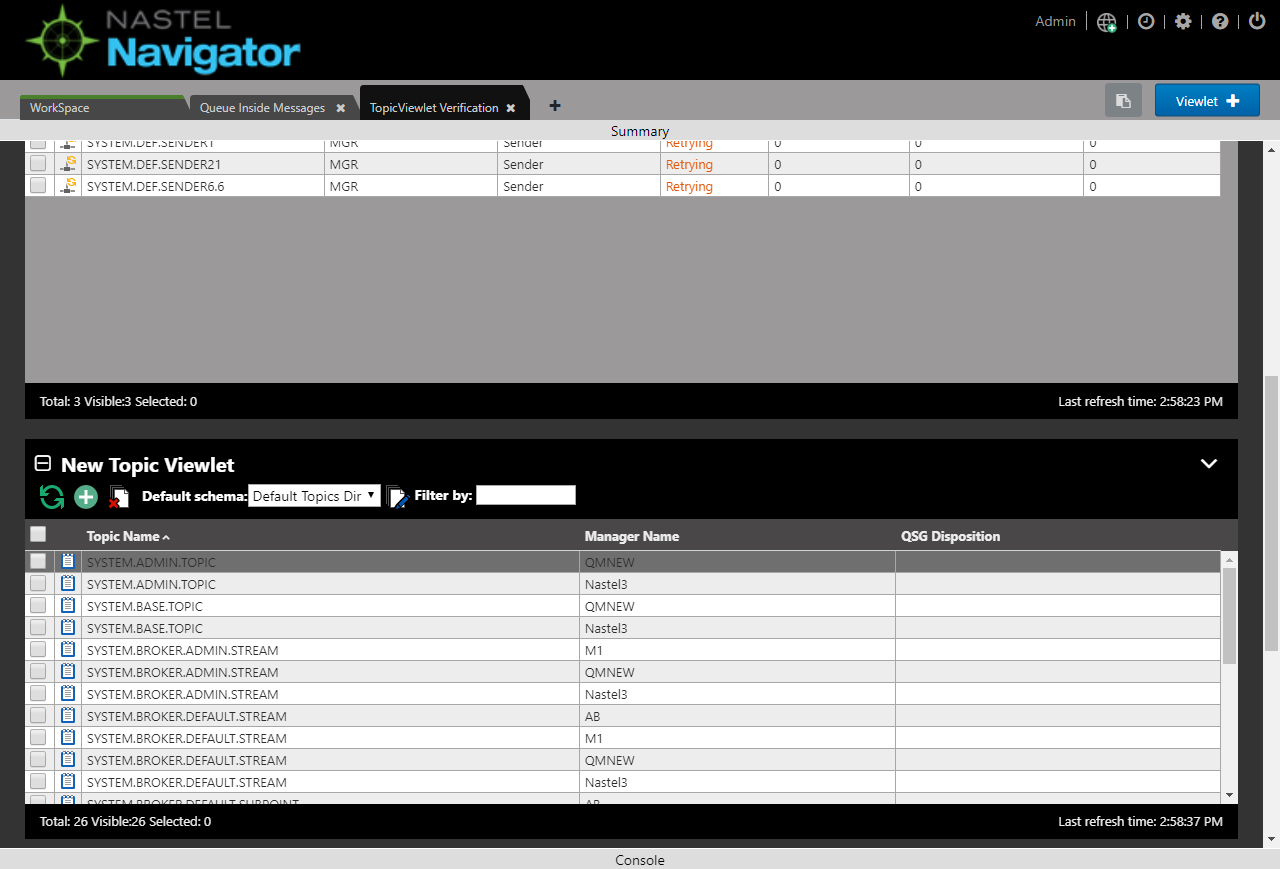 NASTEL
Navigator
Admin
WorkSpace
Queue Inside Messages
TopicViewlet Verification
Viewlet
Summary
SYSTEM.DEF.SENDER1 MGR Sender Retrying 0 0 0
SYSTEM.DEF.SENDER21 MGR Sender Retrying 0 0 0
SYSTEM.DEF.SENDER6.6 MGR Sender Retrying 0 0 0
Total: 3 Visible:3 Selected: 0 Last refresh time: 2:58:23 PM
New Topic Viewlet
Default schema: Default Topics Dir Filter by:
Topic Name Manager Name QSG Disposition
SYSTEM.ADMIN.TOPIC QMNEW
SYSTEM.ADMIN.TOPIC Nastel3
SYSTEM.BASE.TOPIC QMNEW
SYSTEM.BASE.TOPIC Nastel3
SYSTEM.BROKER.ADMIN.STREAM M1
SYSTEM.BROKER.ADMIN.STREAM QMNEW
SYSTEM.BROKER.ADMIN.STREAM Nastel3
SYSTEM.BROKER.DEFAULT.STREAM AB
SYSTEM.BROKER.DEFAULT.STREAM M1
SYSTEM.BROKER.DEFAULT.STREAM QMNEW
SYSTEM.BROKER.DEFAULT.STREAM Nastel3
SYSTEM.BROKER.DEFAULT.SUBPOINT AB
Total: 26 Visible:26 Selected: 0 Last refresh time: 2:58:37 PM
Console